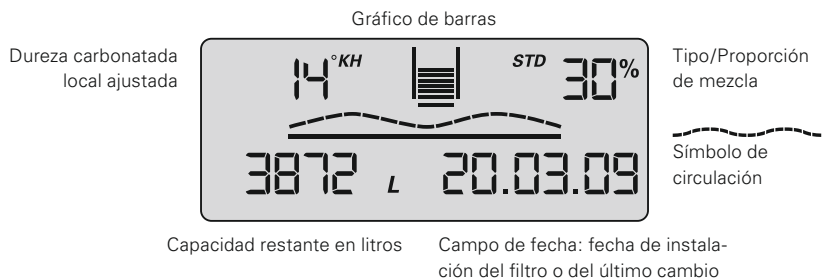 Gráfico de barras
Dureza carbonatada
local ajustada
14 °KH
STD 30%
Tipo/Proporción
de mezcla
Símbolo de
circulación
3872 L 20.03.09
Capacidad restante en litros
Campo de fecha: fecha de instala-
ción del filtro o del último cambio